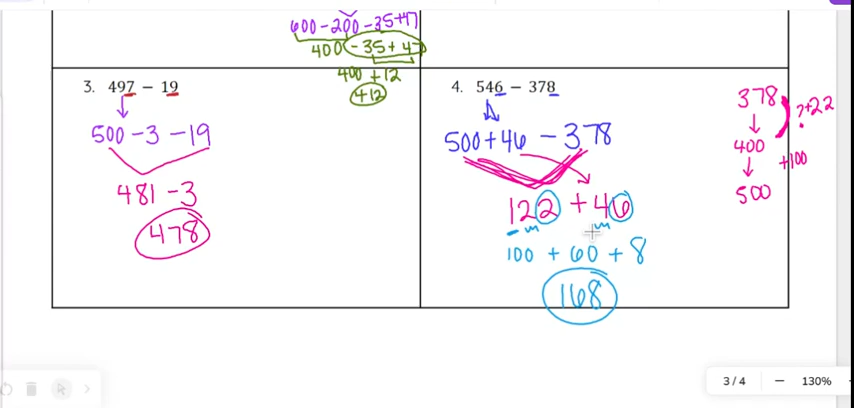 600 - 200 - 35 + 47
400 - 35 + 47
400 + 12
412
3. 497 - 19
500 - 3 - 19
481 - 3
478
4. 546 - 378
500 + 46 - 378
122 + 46
100 + 60 + 8
168
378
? +22
400
+100
500
3 / 4 - 130%